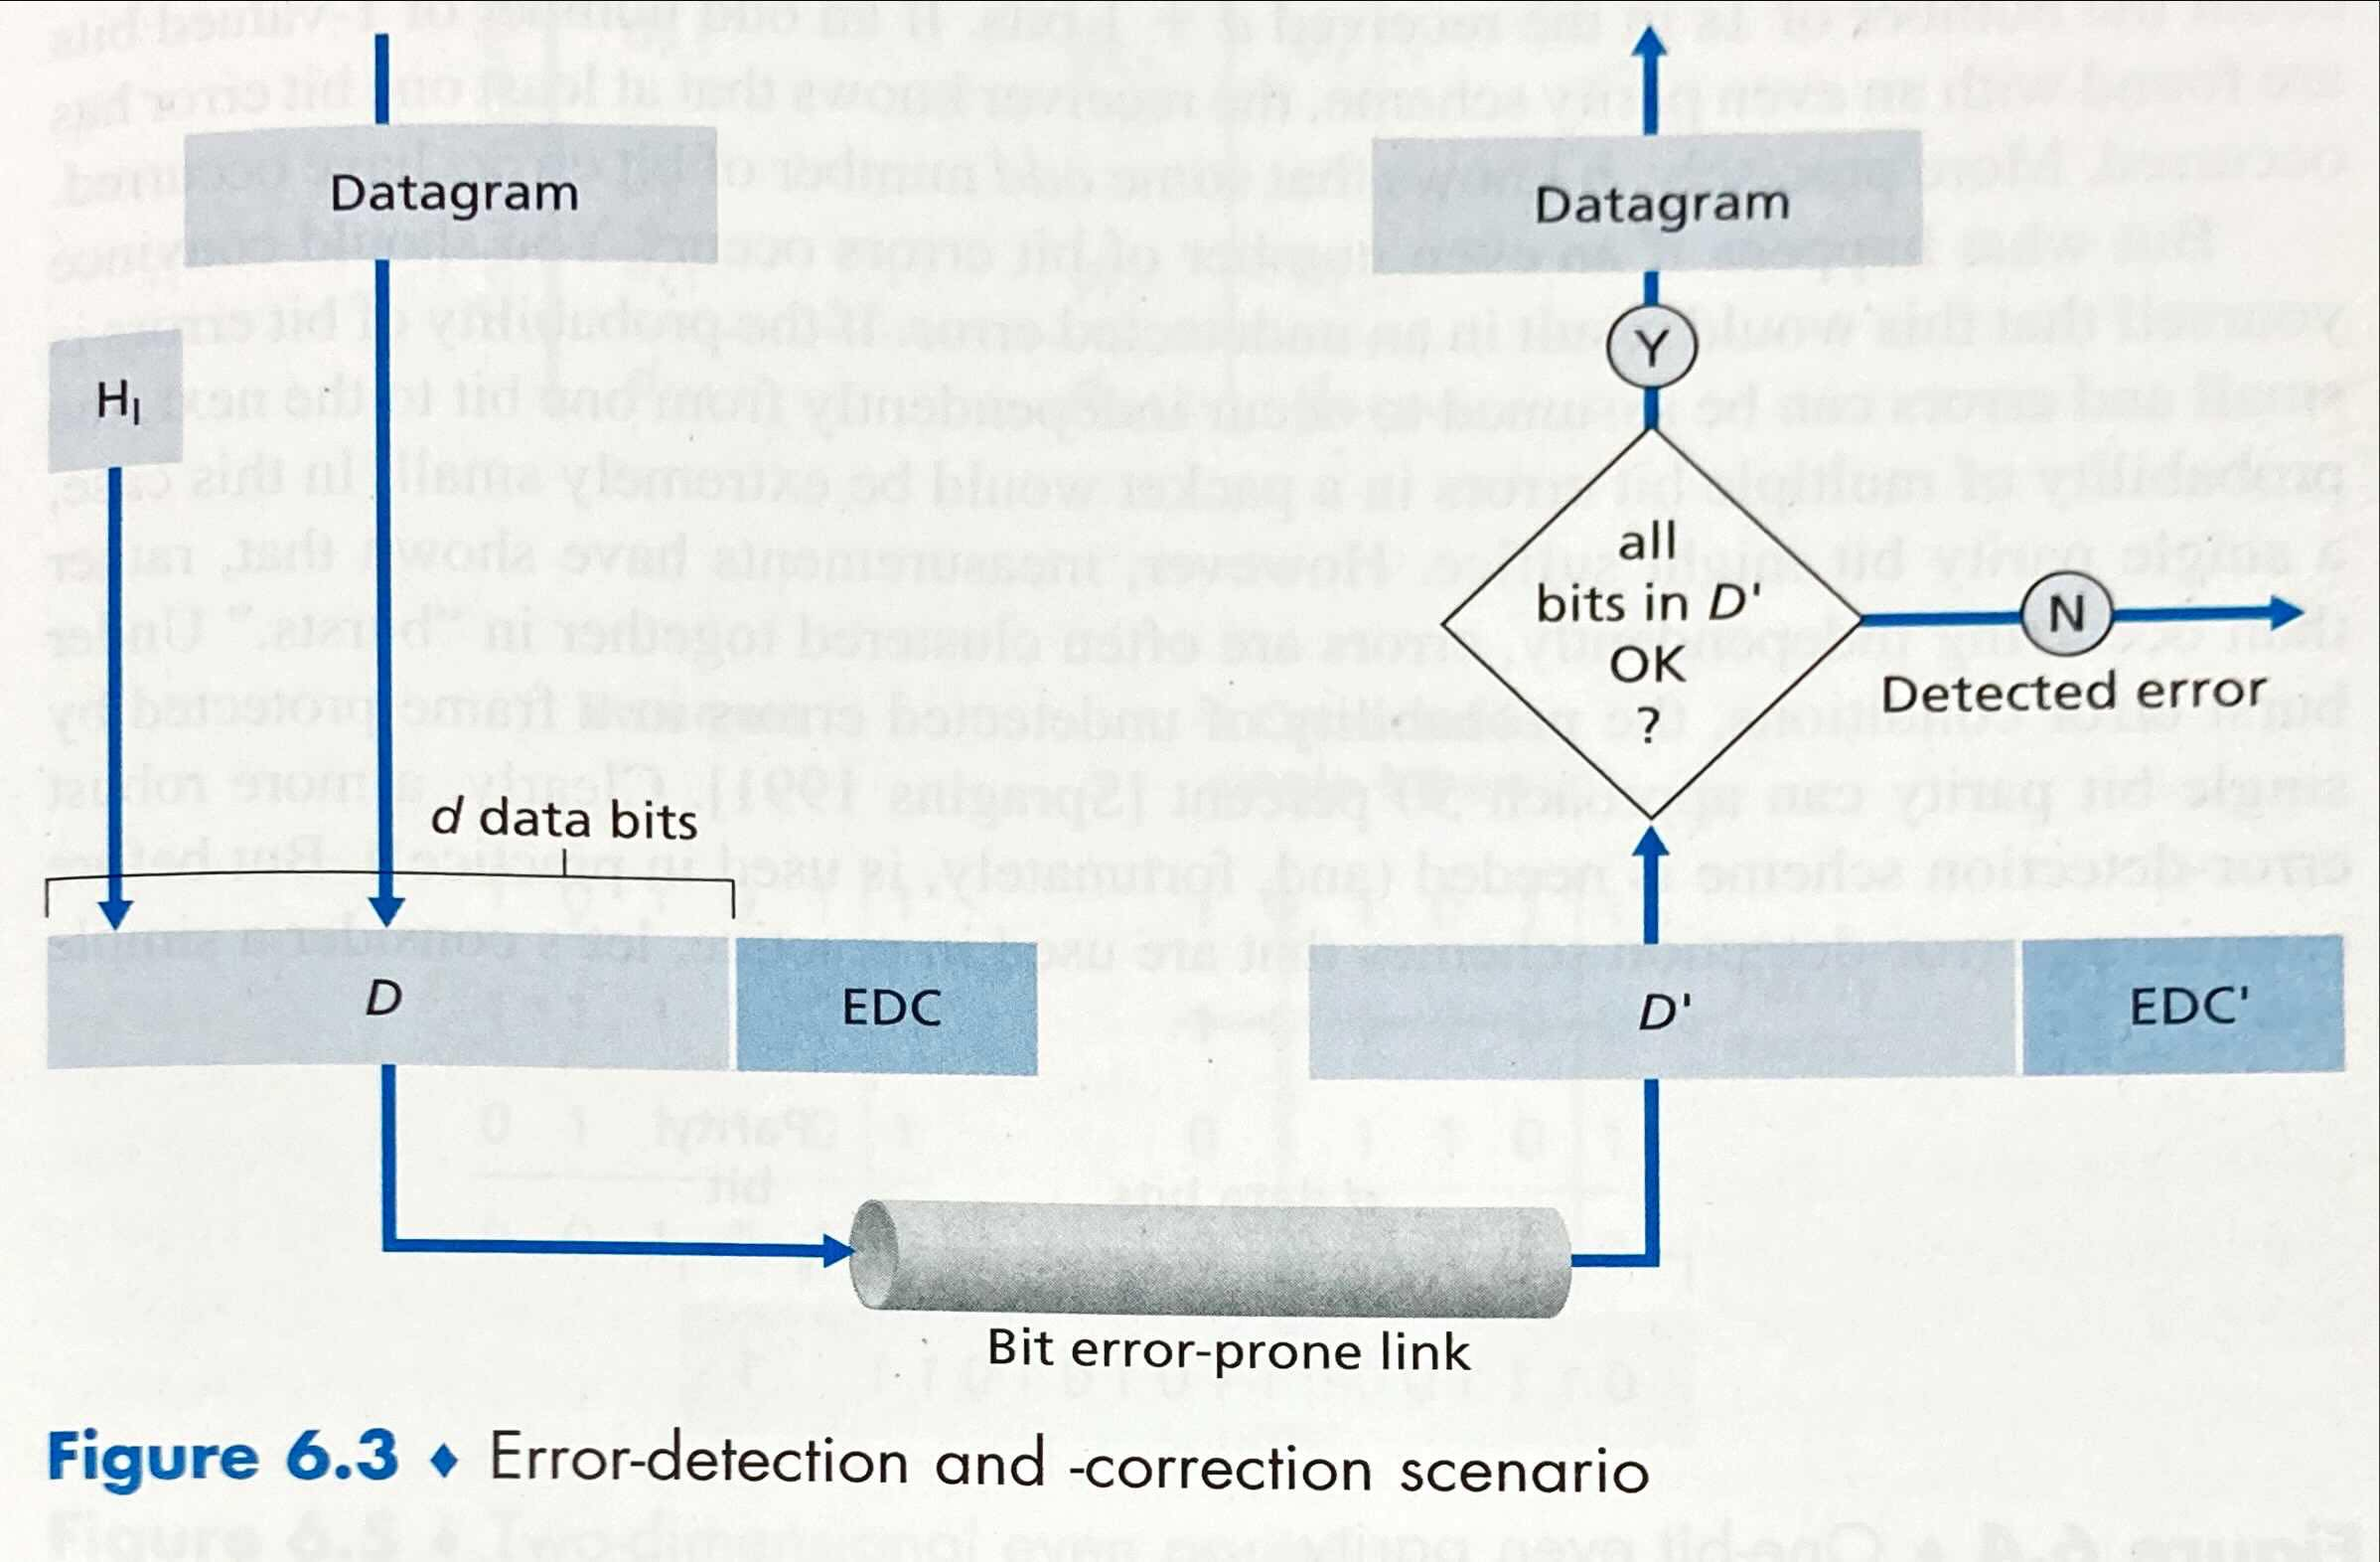 Datagram
H₁
d data bits
D
EDC
Bit error-prone link
D'
EDC'
all
bits in D'
OK
?
Y
N
Detected error
Datagram
Figure 6.3 ♦ Error-detection and -correction scenario